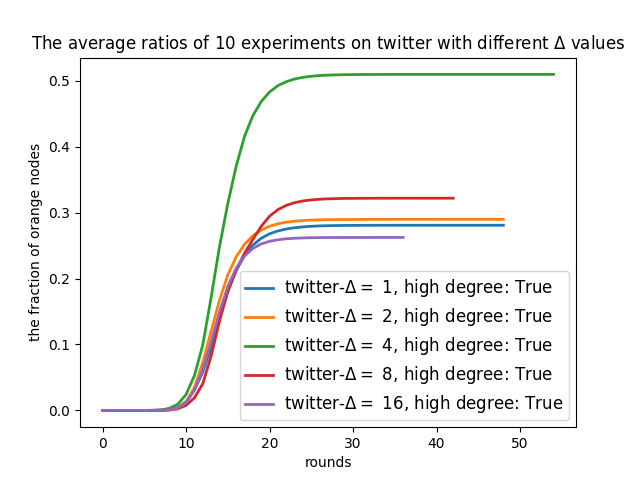 The average ratios of 10 experiments on twitter with different Δ values
the fraction of orange nodes
0.5
0.4
0.3
0.2
0.1
0.0
twitter-Δ = 1, high degree: True
twitter-Δ = 2, high degree: True
twitter-Δ = 4, high degree: True
twitter-Δ = 8, high degree: True
twitter-Δ = 16, high degree: True
0 10 20 30 40 50
rounds